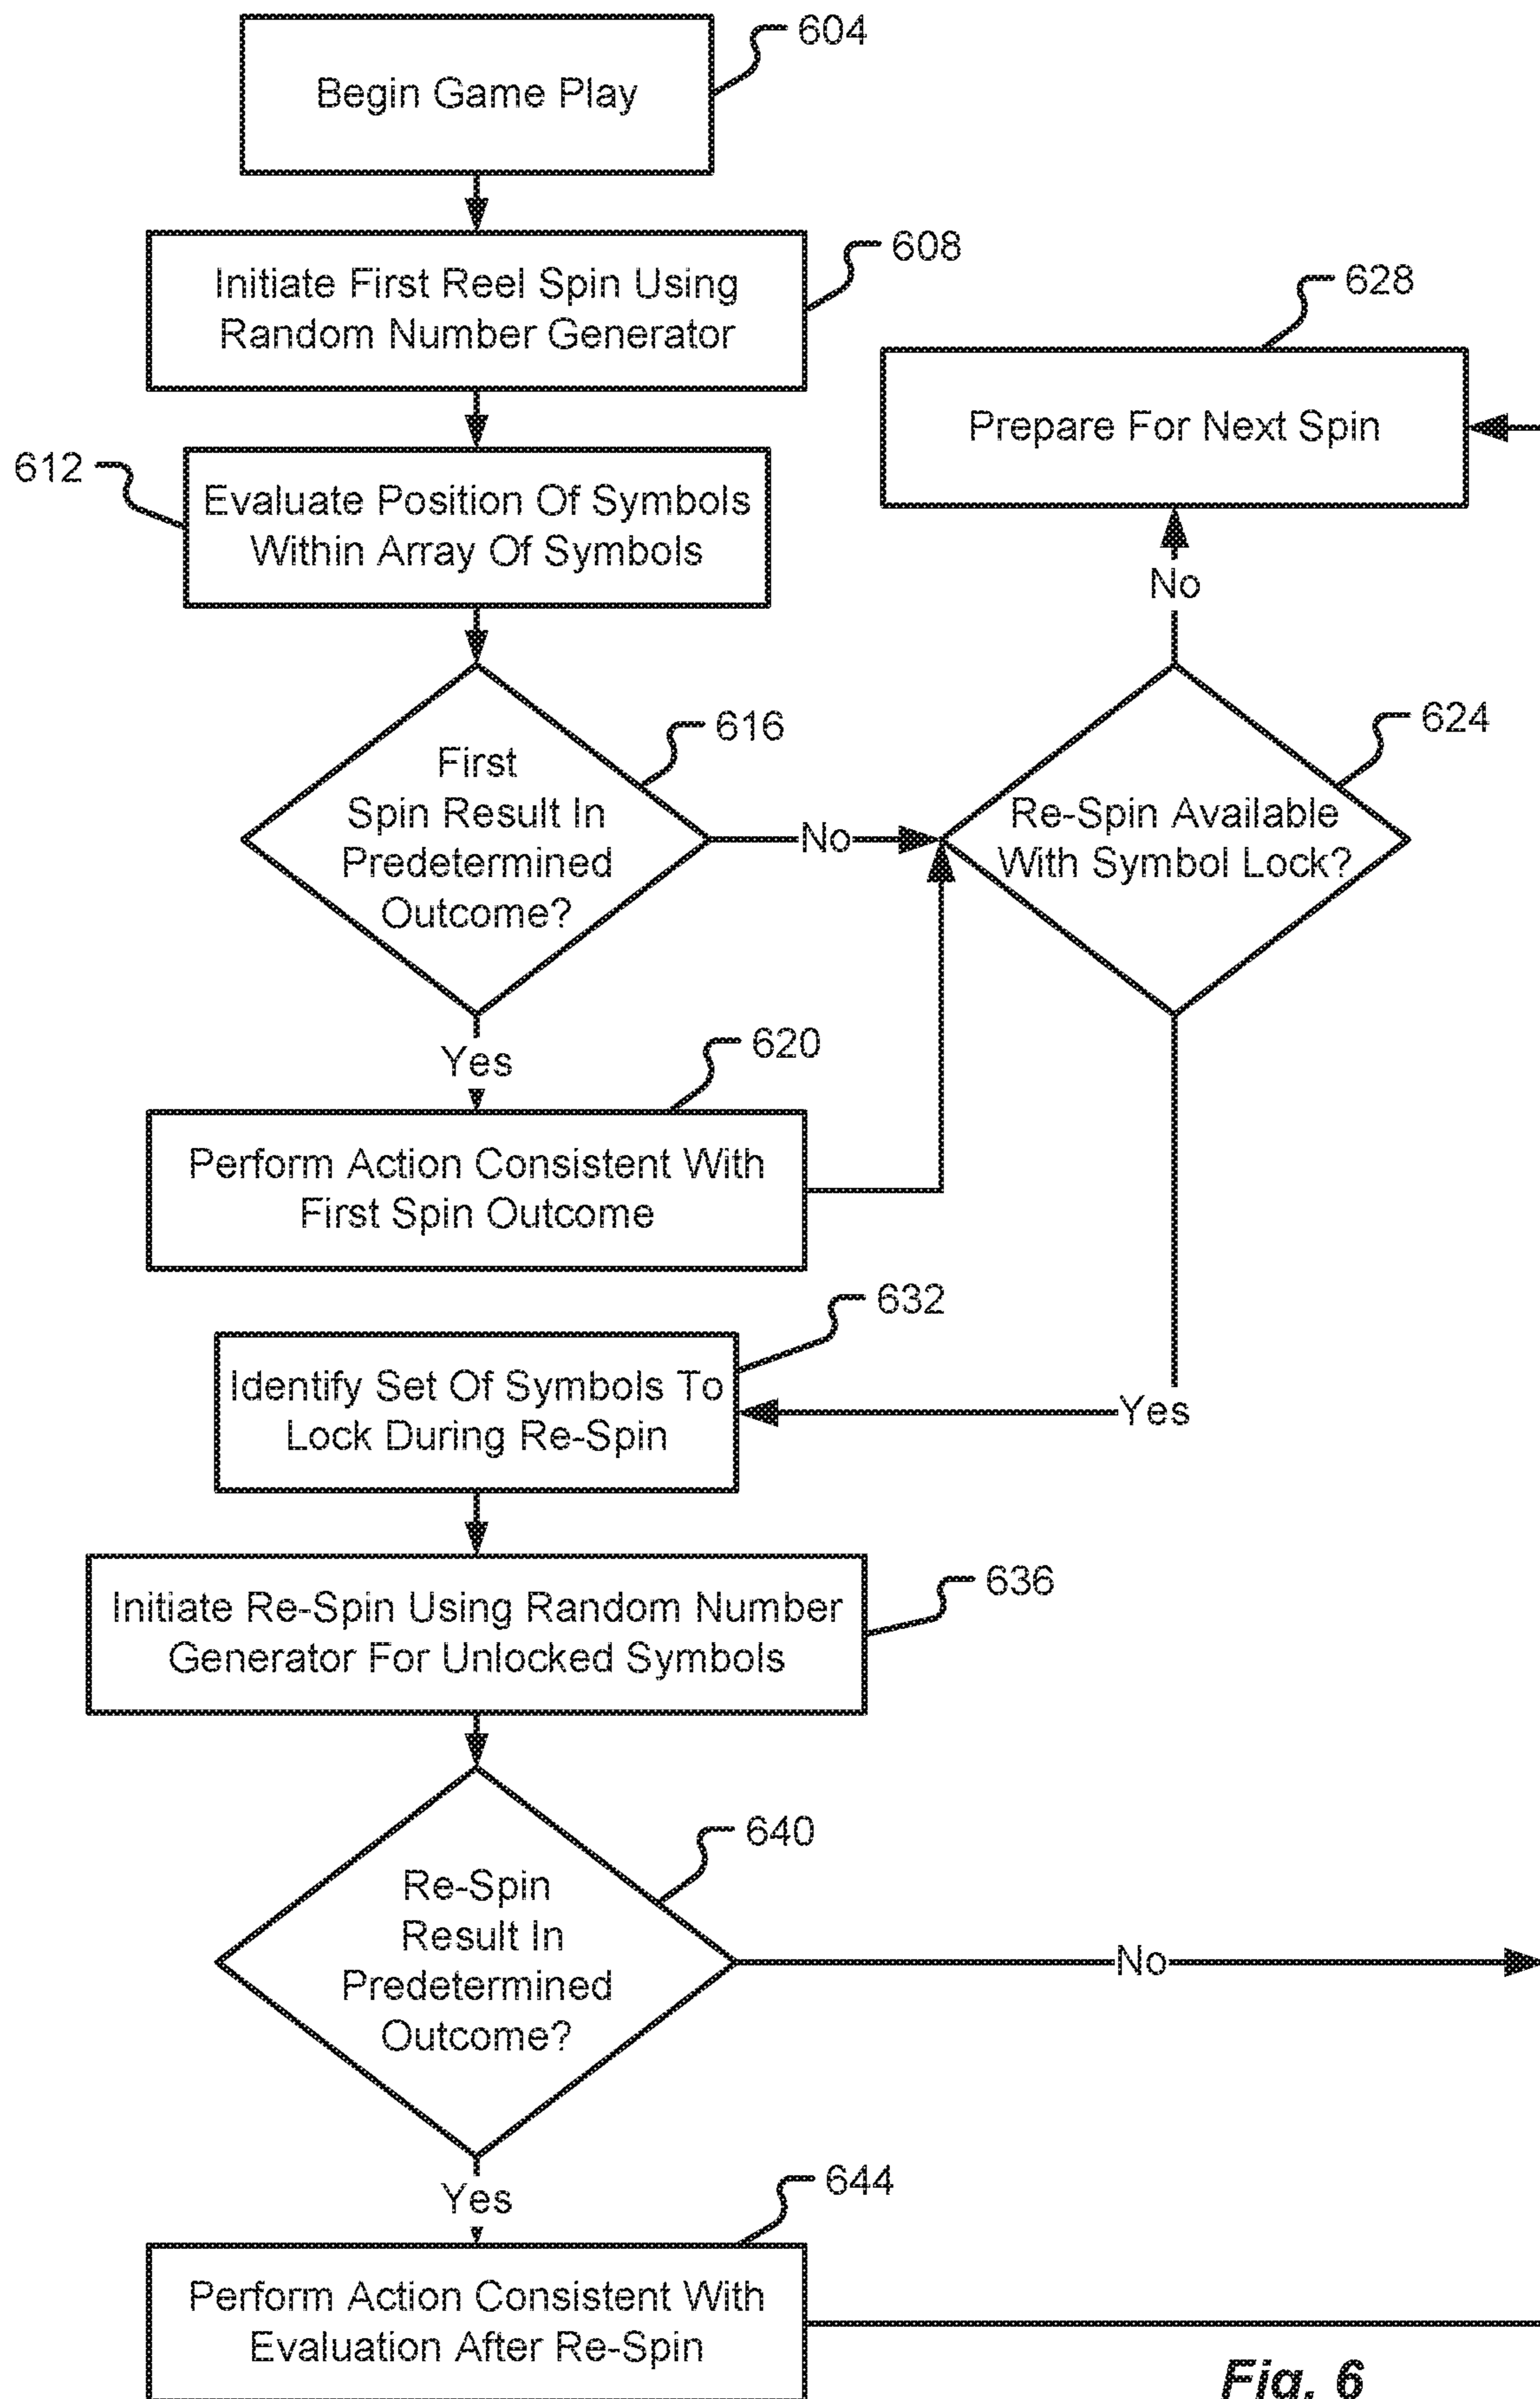 604
Begin Game Play
608
Initiate First Reel Spin Using
Random Number Generator
628
Prepare For Next Spin
612
Evaluate Position Of Symbols
Within Array Of Symbols
No
616
First
Spin Result In
Predetermined
Outcome?
No
624
Re-Spin Available
With Symbol Lock?
Yes
620
Perform Action Consistent With
First Spin Outcome
632
Identify Set Of Symbols To
Lock During Re-Spin
Yes
636
Initiate Re-Spin Using Random Number
Generator For Unlocked Symbols
640
Re-Spin
Result In
Predetermined
Outcome?
No
Yes
644
Perform Action Consistent With
Evaluation After Re-Spin
Fig. 6